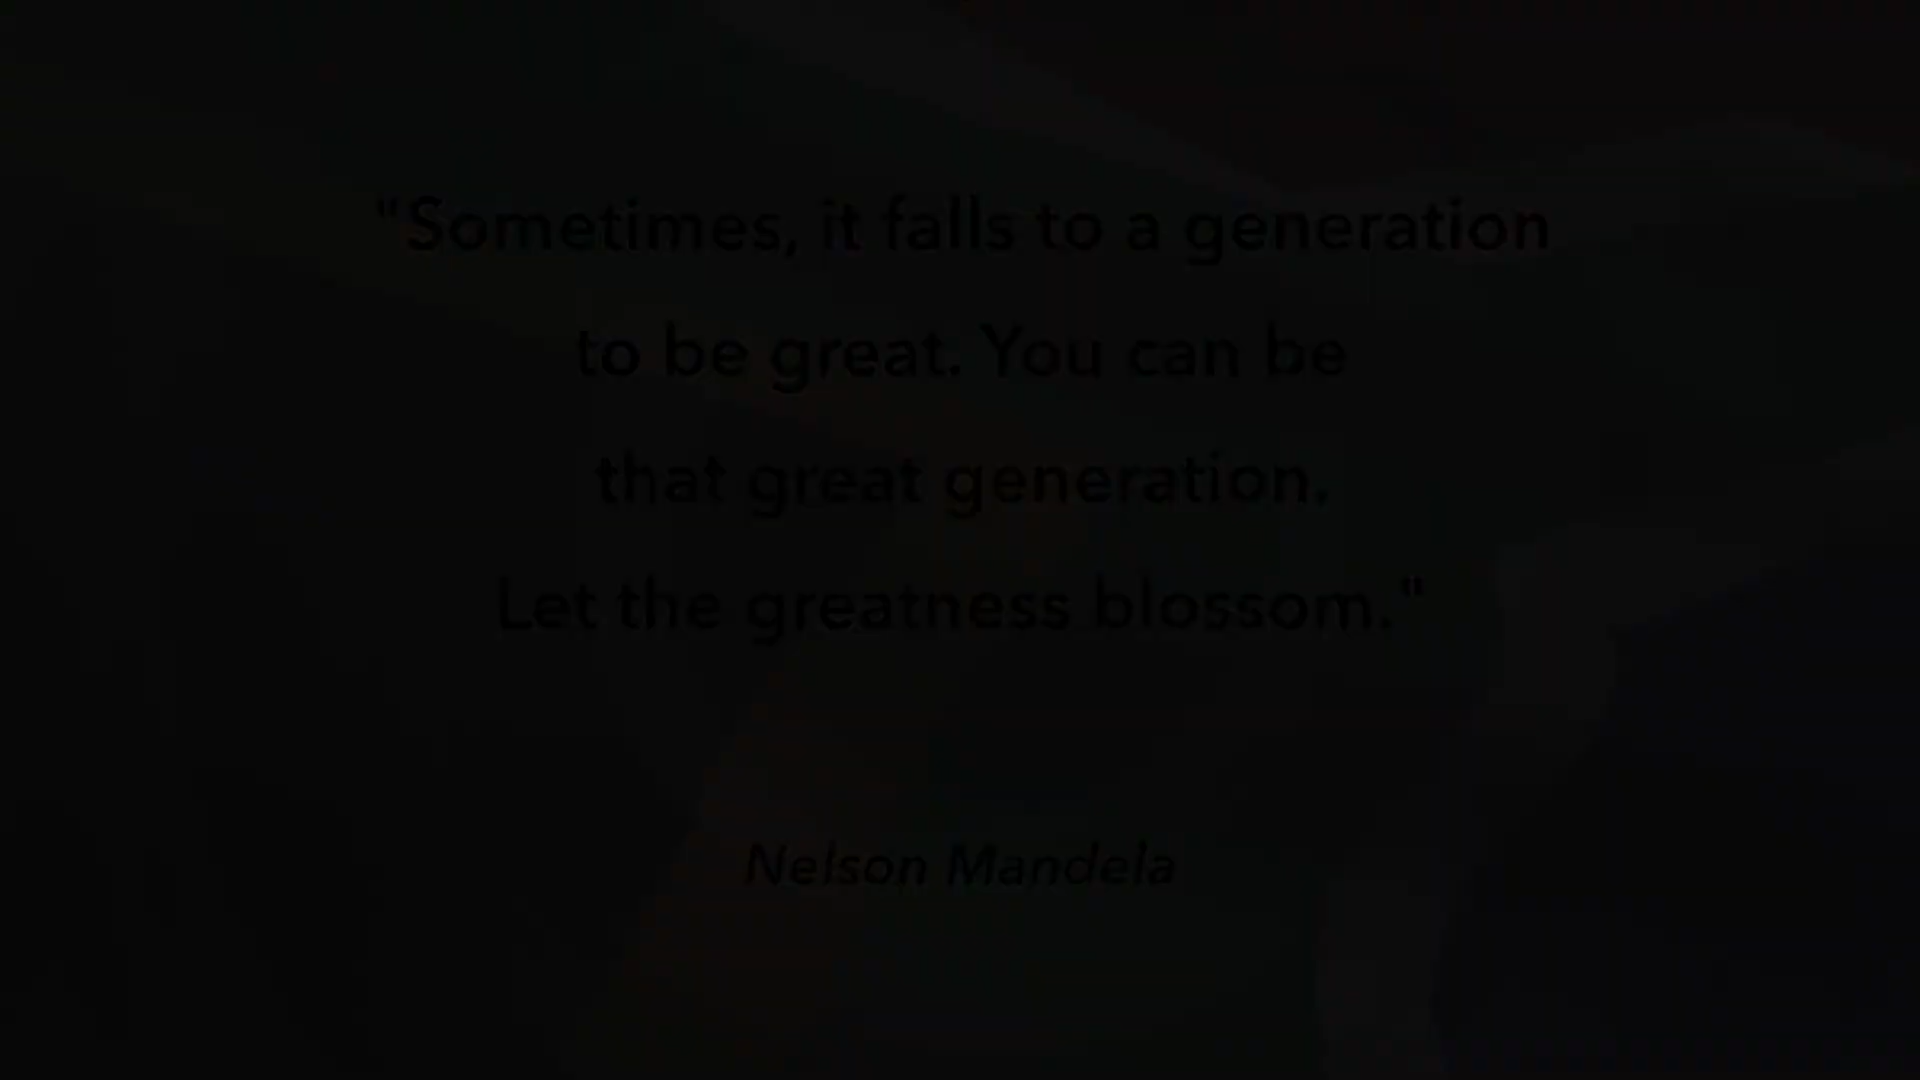 "Sometimes, it falls to a generation
to be great. You can be
that great generation.
Let the greatness blossom."
Nelson Mandela